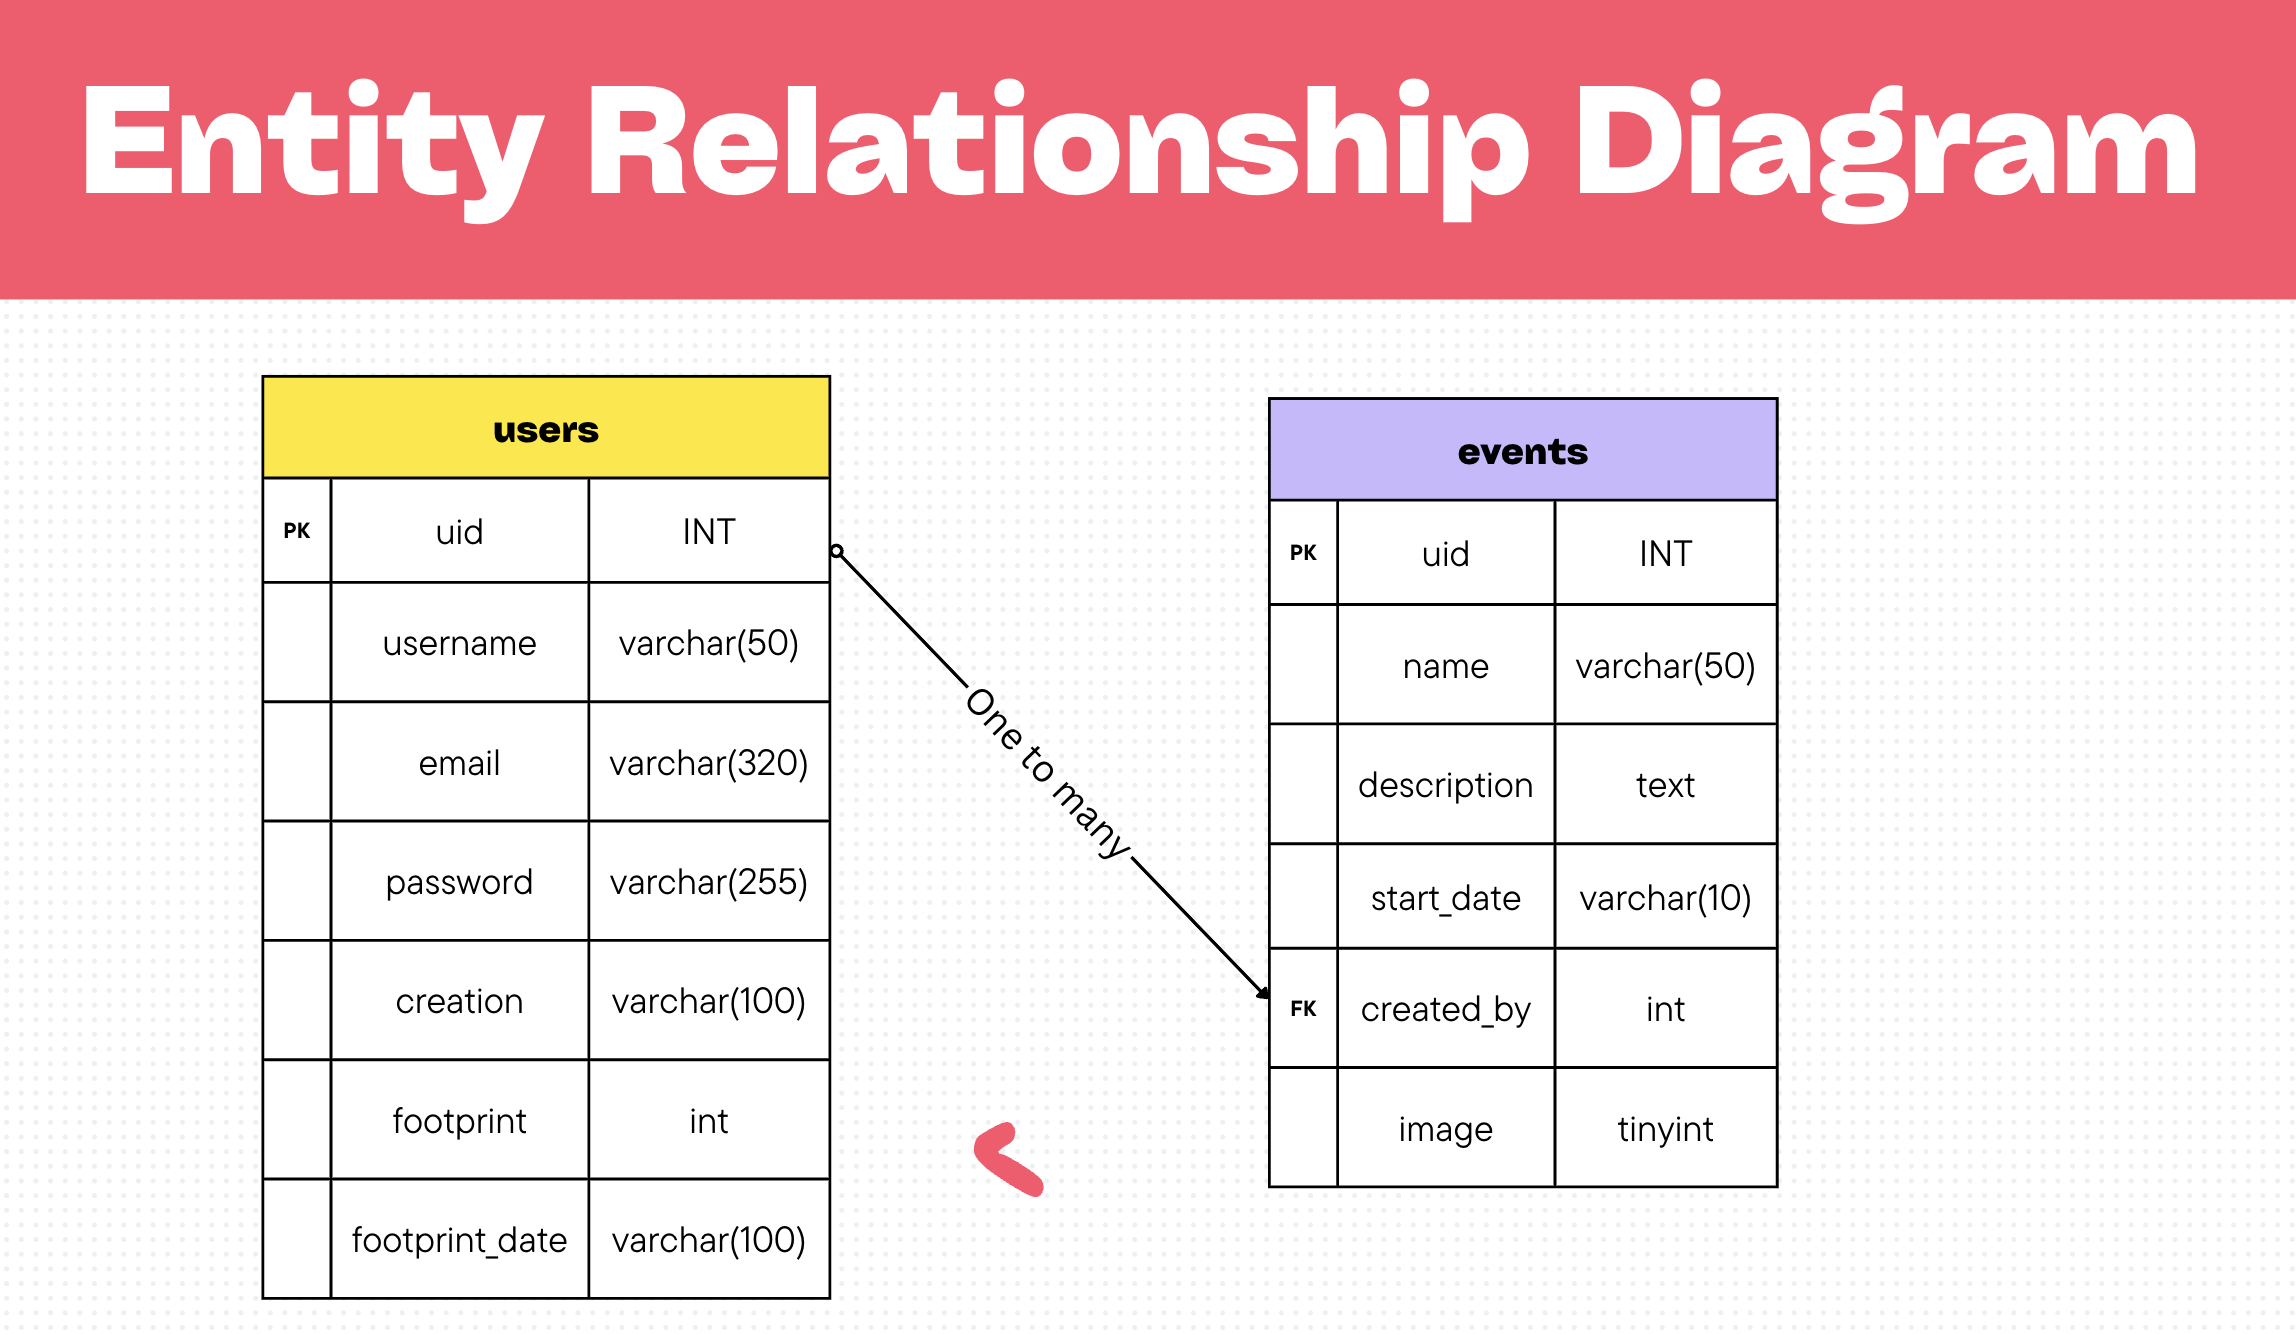 Entity Relationship Diagram
users
PK uid INT
username varchar(50)
email varchar(320)
password varchar(255)
creation varchar(100)
footprint int
footprint_date varchar(100)
One to many
events
PK uid INT
name varchar(50)
description text
start_date varchar(10)
FK created_by int
image tinyint